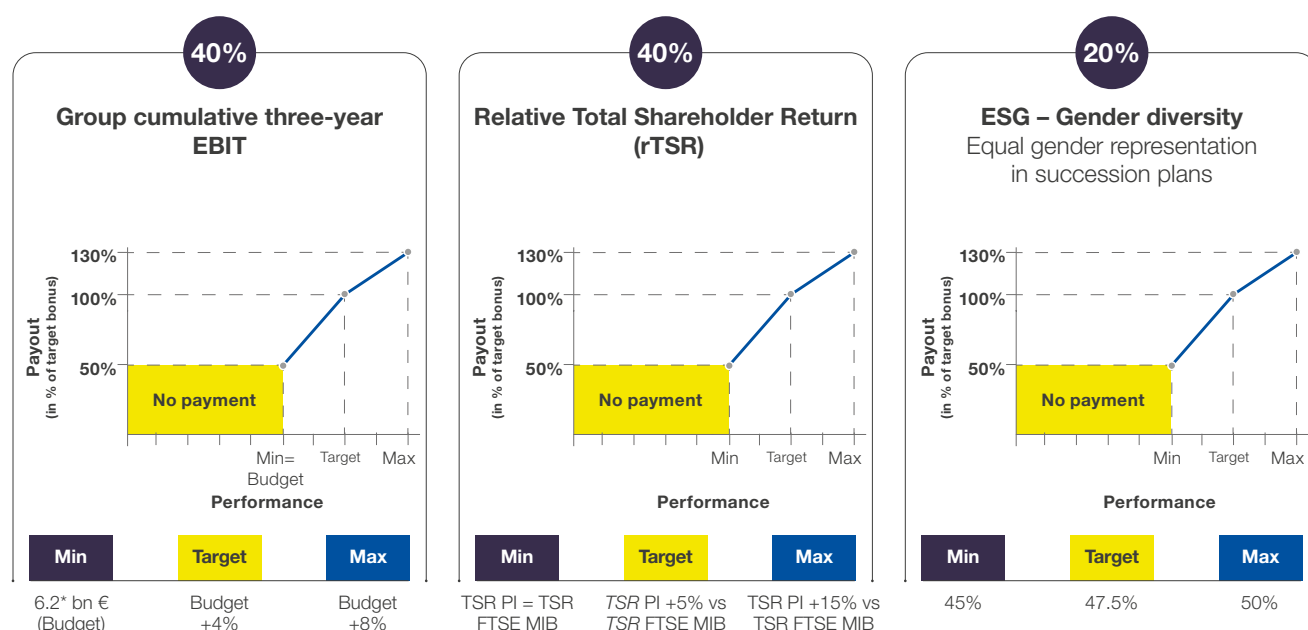 40%
Group cumulative three-year
EBIT
Payout
(in % of target bonus)
130%
100%
50%
No payment
Min=
Budget
Target
Max
Performance
Min
Target
Max
6.2* bn €
(Budget)
Budget
+4%
Budget
+8%
40%
Relative Total Shareholder Return
(rTSR)
Payout
(in % of target bonus)
130%
100%
50%
No payment
Min
Target
Max
Performance
Min
Target
Max
TSR PI = TSR
FTSE MIB
TSR PI +5% vs
TSR FTSE MIB
TSR PI +15% vs
TSR FTSE MIB
20%
ESG – Gender diversity
Equal gender representation
in succession plans
Payout
(in % of target bonus)
130%
100%
50%
No payment
Min
Target
Max
Performance
Min
Target
Max
45%
47.5%
50%